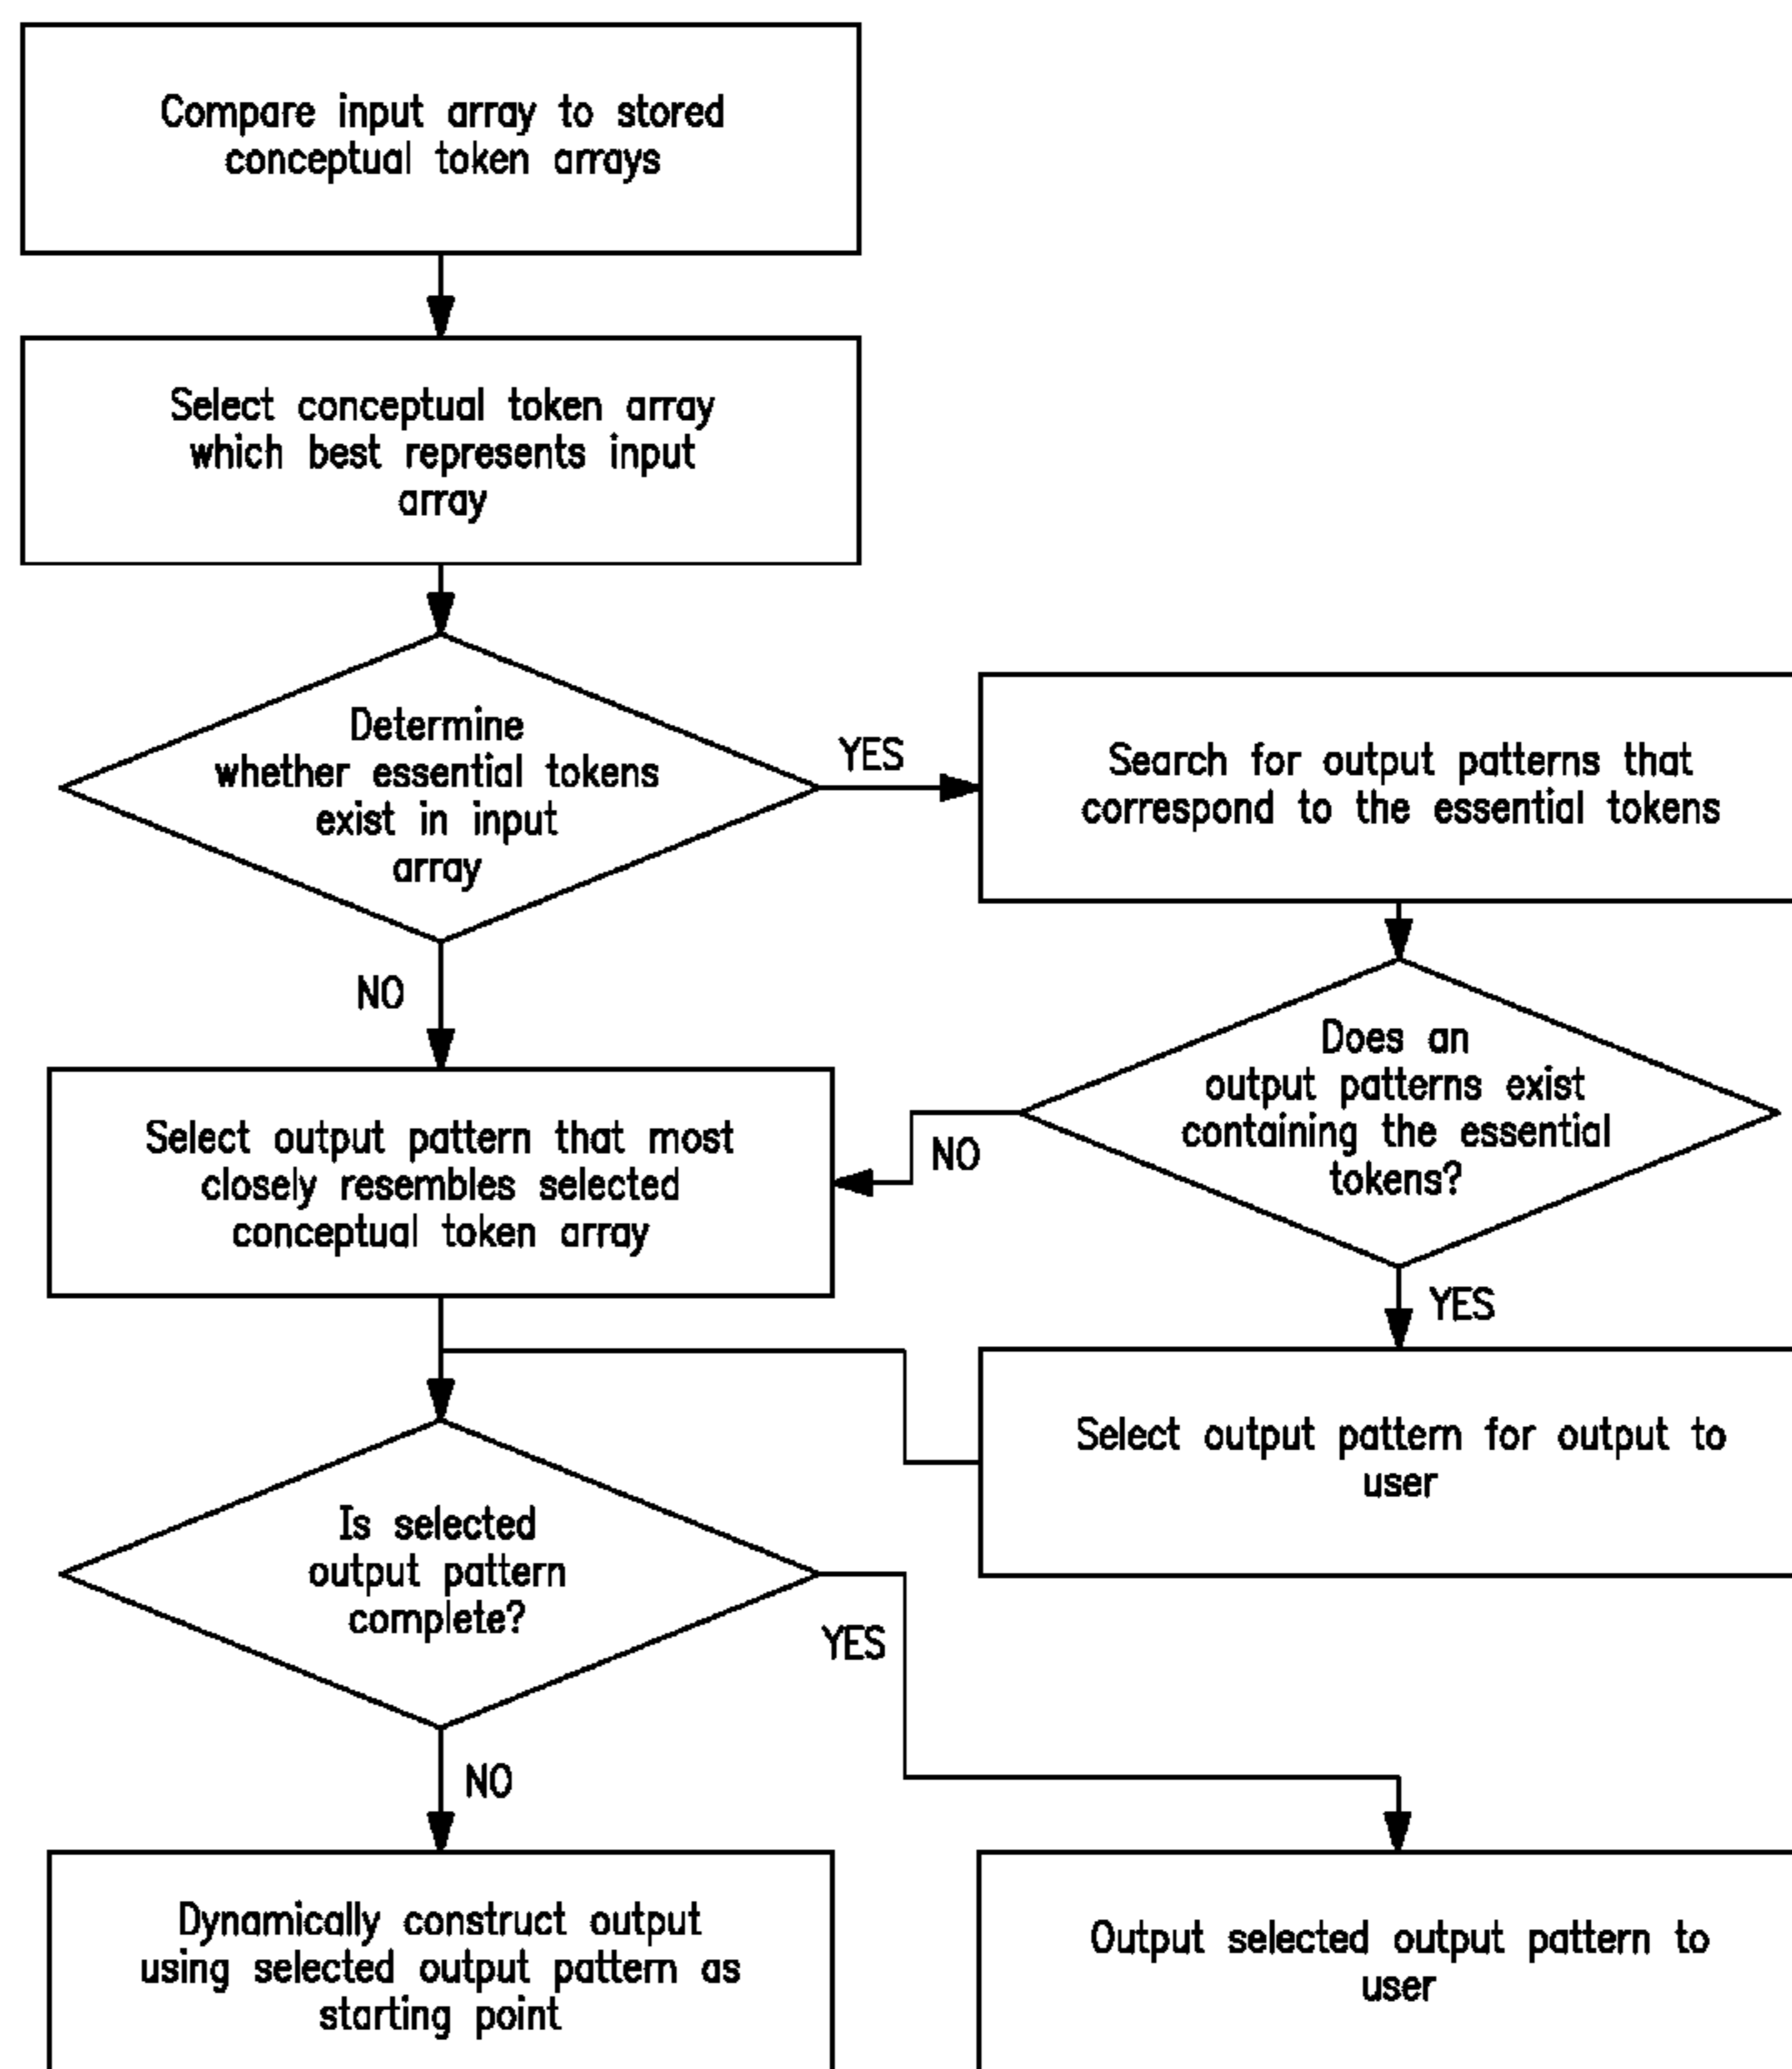 Compare input array to stored
conceptual token arrays
Select conceptual token array
which best represents input
array
Determine
whether essential tokens
exist in input
array
YES
Search for output patterns that
correspond to the essential tokens
NO
Does an
output patterns exist
containing the essential
tokens?
NO
YES
Select output pattern that most
closely resembles selected
conceptual token array
Select output pattern for output to
user
Is selected
output pattern
complete?
YES
NO
Dynamically construct output
using selected output pattern as
starting point
Output selected output pattern to
user